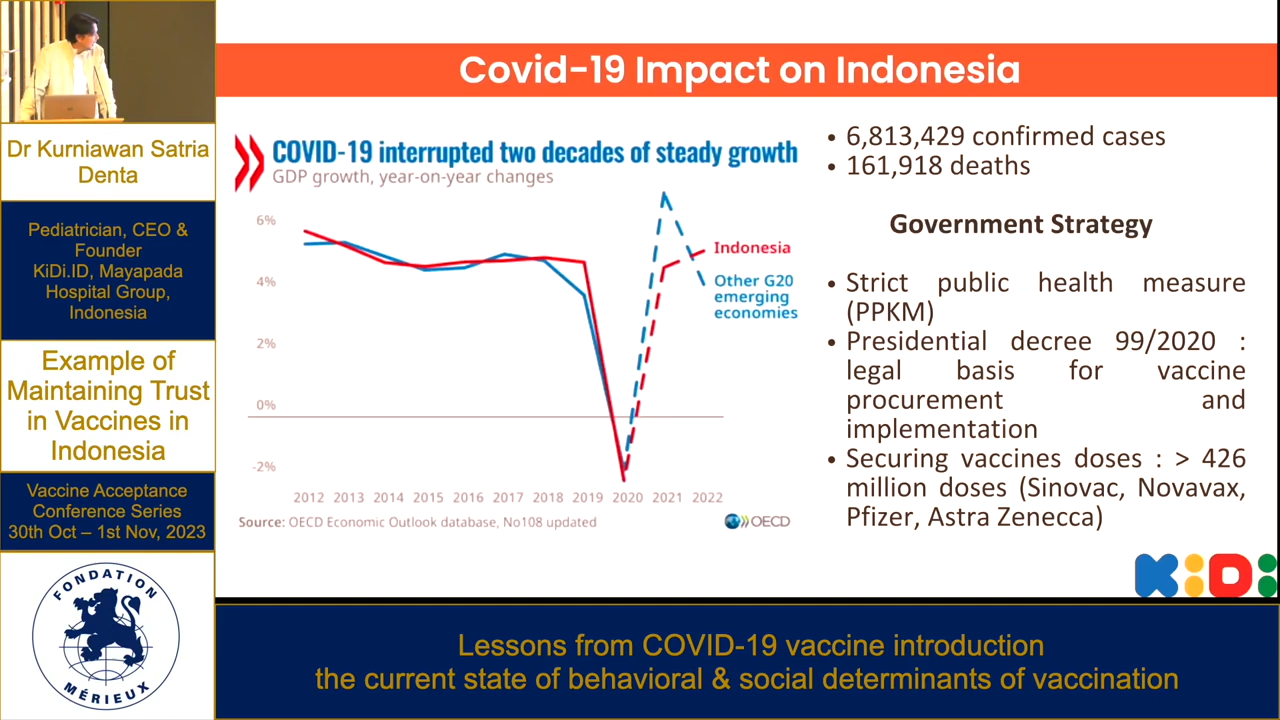 Covid-19 Impact on Indonesia
Dr Kurniawan Satria
Denta
Pediatrician, CEO &
Founder
KiDi.ID, Mayapada
Hospital Group,
Indonesia
Example of
Maintaining Trust
in Vaccines in
Indonesia
Vaccine Acceptance
Conference Series
30th Oct – 1st Nov, 2023
FONDATION
MÉRIEUX
COVID-19 interrupted two decades of steady growth
GDP growth, year-on-year changes
6%
4%
2%
0%
-2%
Indonesia
Other G20
emerging
economies
2012 2013 2014 2015 2016 2017 2018 2019 2020 2021 2022
Source: OECD Economic Outlook database, No108 updated
OECD
• 6,813,429 confirmed cases
• 161,918 deaths
Government Strategy
• Strict public health measure
(PPKM)
• Presidential decree 99/2020 :
legal basis for vaccine
procurement and
implementation
• Securing vaccines doses : > 426
million doses (Sinovac, Novavax,
Pfizer, Astra Zenecca)
KiDi
Lessons from COVID-19 vaccine introduction
the current state of behavioral & social determinants of vaccination